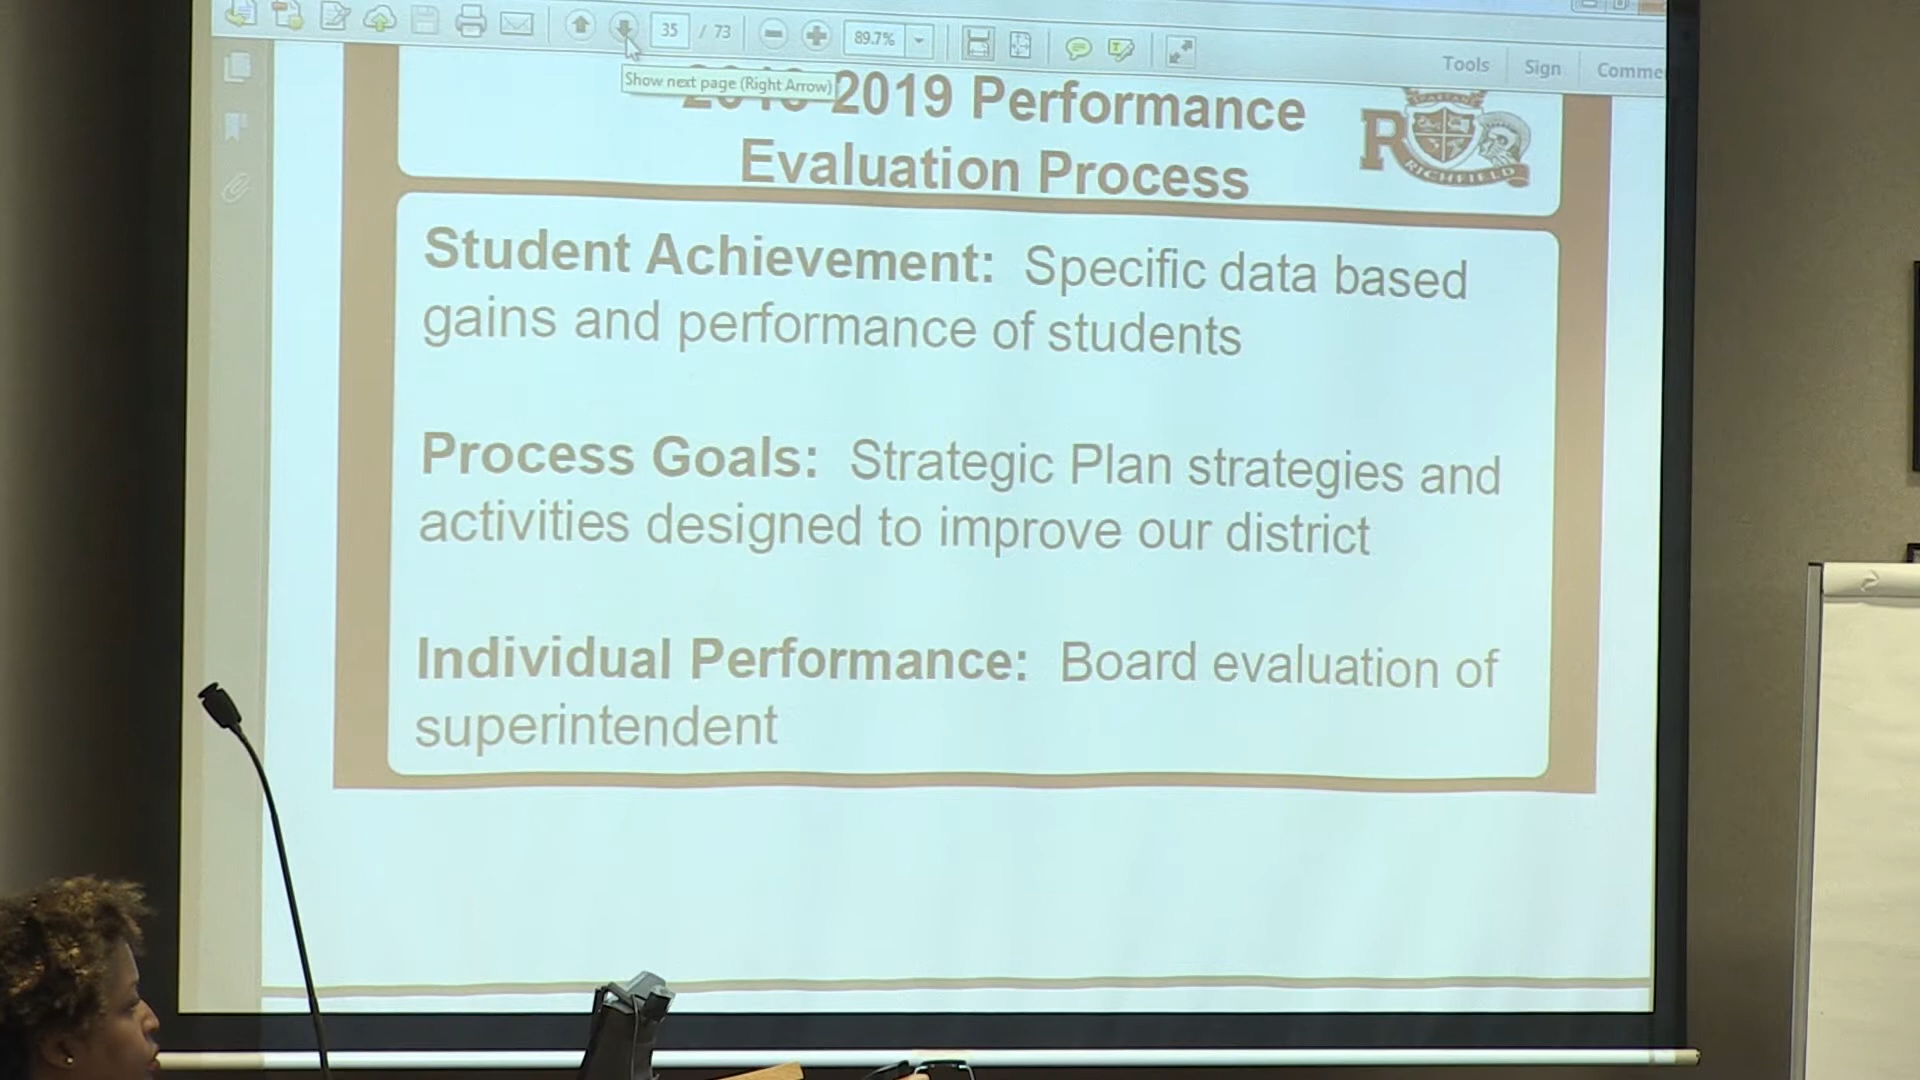 35 / 73
89.7%
Tools
Sign
Comme
Show next page (Right Arrow)
2019 Performance
Evaluation Process
SPARTANS
R
RICHFIELD
Student Achievement: Specific data based
gains and performance of students
Process Goals: Strategic Plan strategies and
activities designed to improve our district
Individual Performance: Board evaluation of
superintendent